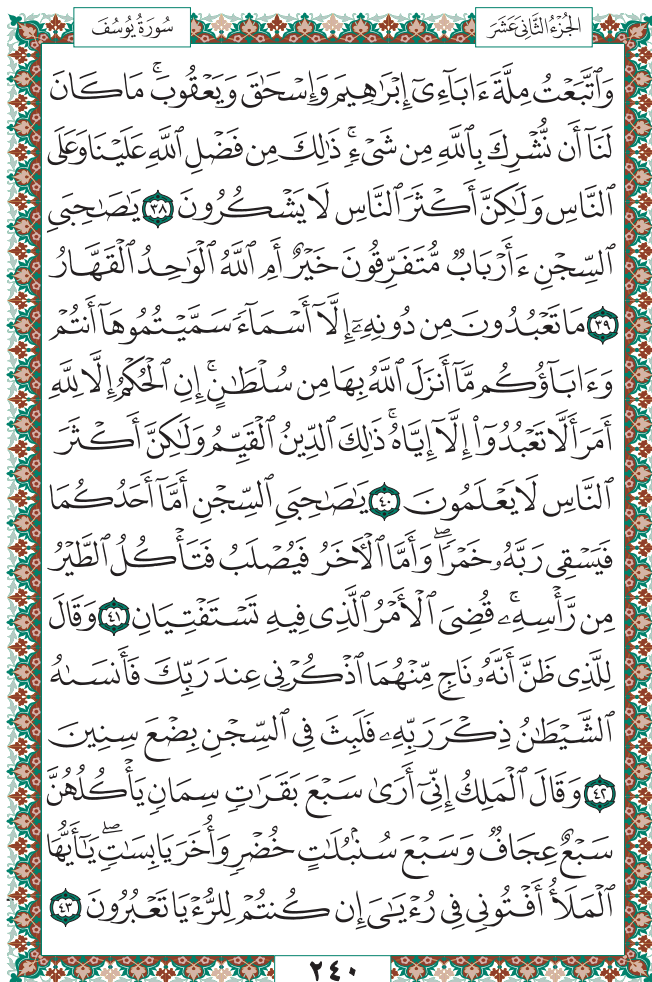 الجُزْءُ الثَّانِيَ عَشَرَ
سُورَةُ يُوسُفَ
وَٱتَّبَعْتُ مِلَّةَ ءَابَآءِىٓ إِبْرَٰهِيمَ وَإِسْحَٰقَ وَيَعْقُوبَۚ مَا كَانَ
لَنَآ أَن نُّشْرِكَ بِٱللَّهِ مِن شَىْءٍۚ ذَٰلِكَ مِن فَضْلِ ٱللَّهِ عَلَيْنَا وَعَلَى
ٱلنَّاسِ وَلَٰكِنَّ أَكْثَرَ ٱلنَّاسِ لَا يَشْكُرُونَ ٣٨ يَٰصَىٰحِبَىِ
ٱلسِّجْنِ ءَأَرْبَابٌ مُّتَفَرِّقُونَ خَيْرٌ أَمِ ٱللَّهُ ٱلْوَٰحِدُ ٱلْقَهَّارُ
٣٩ مَا تَعْبُدُونَ مِن دُونِهِۦٓ إِلَّآ أَسْمَآءً سَمَّيْتُمُوهَآ أَنتُمْ
وَءَابَآؤُكُم مَّآ أَنزَلَ ٱللَّهُ بِهَا مِن سُلْطَٰنٍۚ إِنِ ٱلْحُكْمُ إِلَّا لِلَّهِ
أَمَرَ أَلَّا تَعْبُدُوٓا۟ إِلَّآ إِيَّاهُۚ ذَٰلِكَ ٱلدِّينُ ٱلْقَيِّمُ وَلَٰكِنَّ أَكْثَرَ
ٱلنَّاسِ لَا يَعْلَمُونَ ٤٠ يَٰصَٰحِبَىِ ٱلسِّجْنِ أَمَّآ أَحَدُكُمَا
فَيَسْقِى رَبَّهُۥ خَمْرًاۖ وَأَمَّا ٱلْءَاخَرُ فَيُصْلَبُ فَتَأْكُلُ ٱلطَّيْرُ
مِن رَّأْسِهِۦۚ قُضِىَ ٱلْأَمْرُ ٱلَّذِى فِيهِ تَسْتَفْتِيَانِ ٤١ وَقَالَ
لِلَّذِى ظَنَّ أَنَّهُۥ نَاجٍ مِّنْهُمَا ٱذْكُرْنِى عِندَ رَبِّكَ فَأَنسَىٰهُ
ٱلشَّيْطَٰنُ ذِكْرَ رَبِّهِۦ فَلَبِثَ فِى ٱلسِّجْنِ بِضْعَ سِنِينَ
٤٢ وَقَالَ ٱلْمَلِكُ إِنِّىٓ أَرَىٰ سَبْعَ بَقَرَٰتٍ سِمَانٍ يَأْكُلُهُنَّ
سَبْعٌ عِجَافٌ وَسَبْعَ سُنۢبُلَٰتٍ خُضْرٍ وَأُخَرَ يَابِسَٰتٍۖ يَٰٓأَيُّهَا
ٱلْمَلَأُ أَفْتُونِى فِى رُءْيَٰىَ إِن كُنتُمْ لِلرُّءْيَا تَعْبُرُونَ ٤٣
٢٤٠